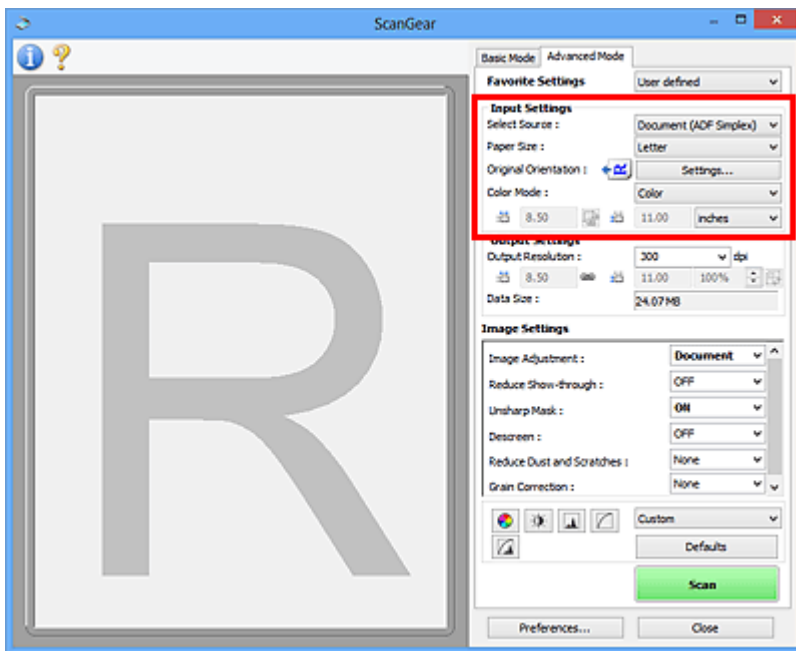 ScanGear
Basic Mode Advanced Mode
Favorite Settings User defined
Input Settings
Select Source : Document (ADF Simplex)
Paper Size : Letter
Original Orientation : R Settings...
Color Mode : Color
8.50 11.00 inches
Output Settings
Output Resolution : 300 dpi
8.50 11.00 100%
Data Size : 24.07 MB
Image Settings
Image Adjustment : Document
Reduce Show-through : OFF
Unsharp Mask : ON
Descreen : OFF
Reduce Dust and Scratches : None
Grain Correction : None
Custom
Defaults
Scan
Preferences... Close
R